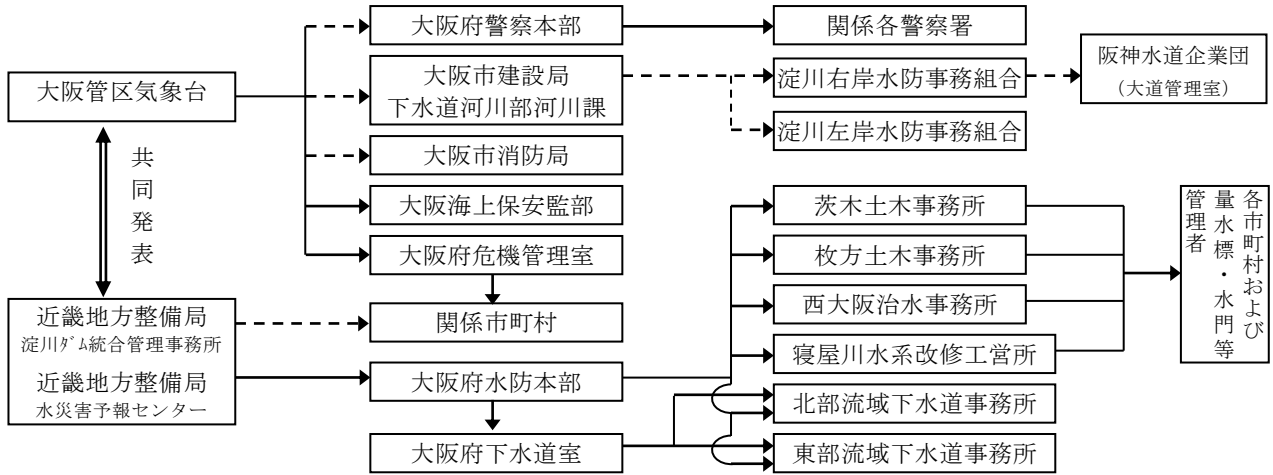 大阪府警察本部
関係各警察署
大阪管区気象台
大阪市建設局
下水道河川部河川課
淀川右岸水防事務組合
阪神水道企業団
（大道管理室）
淀川左岸水防事務組合
大阪市消防局
共同発表
大阪海上保安監部
茨木土木事務所
大阪府危機管理室
枚方土木事務所
各市町村および
量水標・水門等
管理者
近畿地方整備局
淀川ﾀﾞﾑ統合管理事務所
近畿地方整備局
水災害予報センター
関係市町村
西大阪治水事務所
大阪府水防本部
寝屋川水系改修工営所
北部流域下水道事務所
大阪府下水道室
東部流域下水道事務所